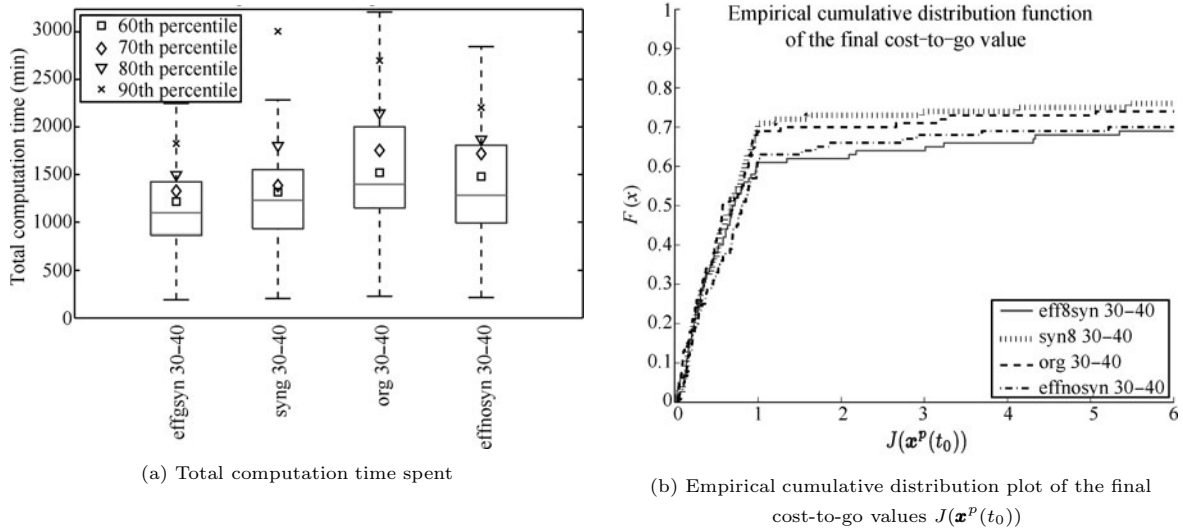 3000
2500
2000
1500
1000
500
0
Total computation time (min)
60th percentile
70th percentile
80th percentile
90th percentile
effgsyn 30−40
syng 30−40
org 30−40
effnosyn 30−40
(a) Total computation time spent
Empirical cumulative distribution function
of the final cost−to−go value
1
0.9
0.8
0.7
0.6
0.5
0.4
0.3
0.2
0.1
0
F (x)
eff8syn 30−40
syn8 30−40
org 30−40
effnosyn 30−40
0 1 2 3 4 5 6
J(x^p(t_0))
(b) Empirical cumulative distribution plot of the final
cost-to-go values J(x^p(t_0))